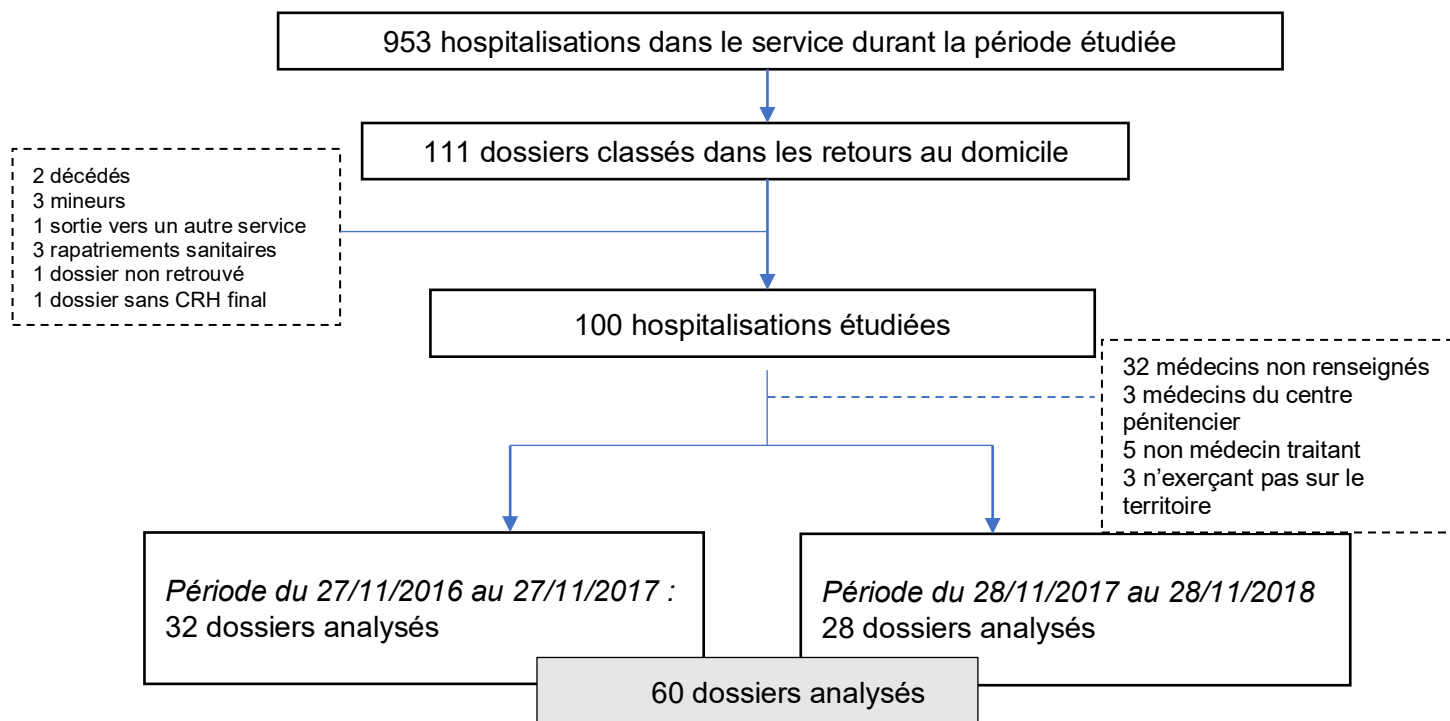 953 hospitalisations dans le service durant la période étudiée
111 dossiers classés dans les retours au domicile
2 décédés
3 mineurs
1 sortie vers un autre service
3 rapatriements sanitaires
1 dossier non retrouvé
1 dossier sans CRH final
100 hospitalisations étudiées
32 médecins non renseignés
3 médecins du centre
pénitencier
5 non médecin traitant
3 n’exerçant pas sur le
territoire
Période du 27/11/2016 au 27/11/2017 :
32 dossiers analysés
Période du 28/11/2017 au 28/11/2018
28 dossiers analysés
60 dossiers analysés